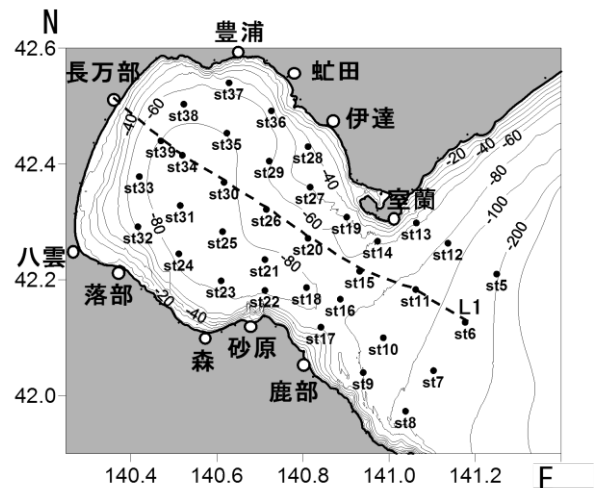 N
豊浦
42.6
長万部
虻田
st37
-60
st38
st36
伊達
-40
-20
-40
-60
st35
st28
-80
42.4
st39
st34
st29
-40
室蘭
st33
st30
st27
-100
st31
st26
-60
st19
st13
-200
-80
st32
st25
st20
st14
st12
八雲
st24
st21
-80
st15
st5
42.2
落部
st23
st22
st18
st16
st11
L1
-20
-40
st17
st6
森
砂原
st10
鹿部
st9
st7
42.0
st8
140.4
140.6
140.8
141.0
141.2
E